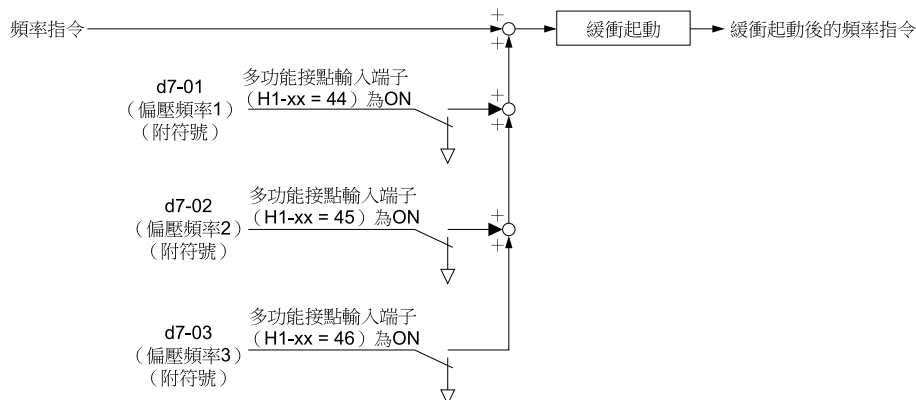 頻率指令
+
+
緩衝起動
緩衝起動後的頻率指令
d7-01
(偏壓頻率1)
(附符號)
多功能接點輸入端子
(H1-xx = 44)為ON
+
+
d7-02
(偏壓頻率2)
(附符號)
多功能接點輸入端子
(H1-xx = 45)為ON
+
+
d7-03
(偏壓頻率3)
(附符號)
多功能接點輸入端子
(H1-xx = 46)為ON